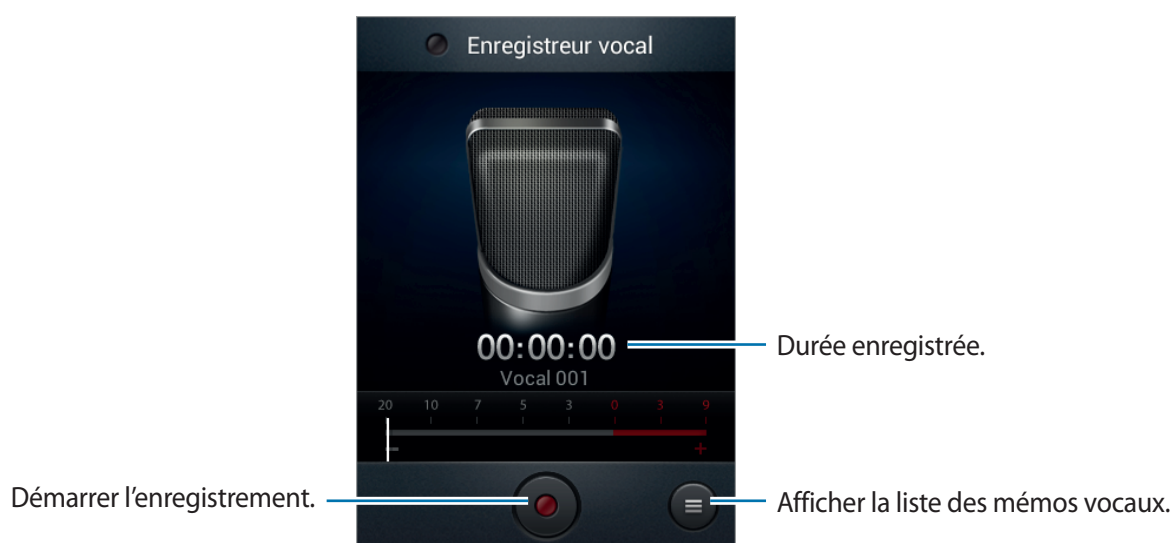 Enregistreur vocal
00:00:00
Durée enregistrée.
Vocal 001
20 10 7 5 3 0 3 9
- +
Démarrer l'enregistrement.
Afficher la liste des mémos vocaux.